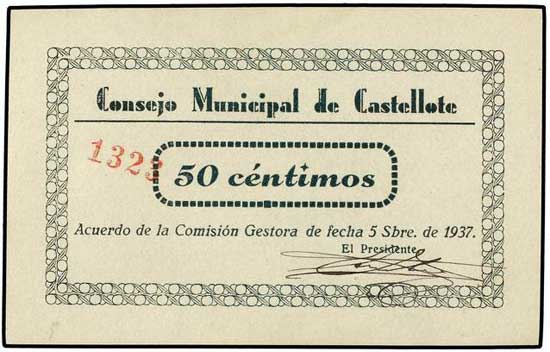 Consejo Municipal de Castellote
1323
50 céntimos
Acuerdo de la Comisión Gestora de fecha 5 Sbre. de 1937.
El Presidente